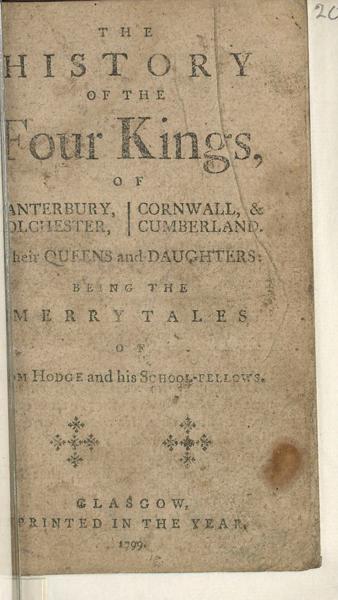 THE
HISTORY
OF THE
Four Kings,
OF
ANTERBURY, | CORNWALL, &
OLCHESTER, | CUMBERLAND.
heir QUEENS and DAUGHTERS:
BEING THE
MERRY TALES
OF
OM HODGE and his SCHOOL-FELLOWS.
GLASGOW,
PRINTED IN THE YEAR,
1799.